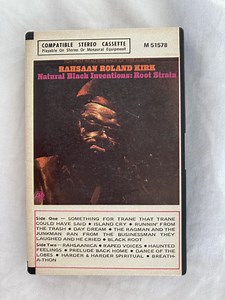 COMPATIBLE STEREO CASSETTE
Playable On Stereo Or Monaural Equipment
M 51578
RAHSAAN ROLAND KIRK
Natural Black Inventions: Root Strata
Side One — SOMETHING FOR TRANE THAT TRANE
COULD HAVE SAID • ISLAND CRY • RUNNIN' FROM
THE TRASH • DAY DREAM • THE RAGMAN AND THE
JUNKMAN RAN FROM THE BUSINESSMAN THEY
LAUGHED AND HE CRIED • BLACK ROOT
Side Two — RAHSAANICA • RAPED VOICES • HAUNTED
FEELINGS • PRELUDE BACK HOME • DANCE OF THE
LOBES • HARDER & HARDER SPIRITUAL • BREATH-
A-THON